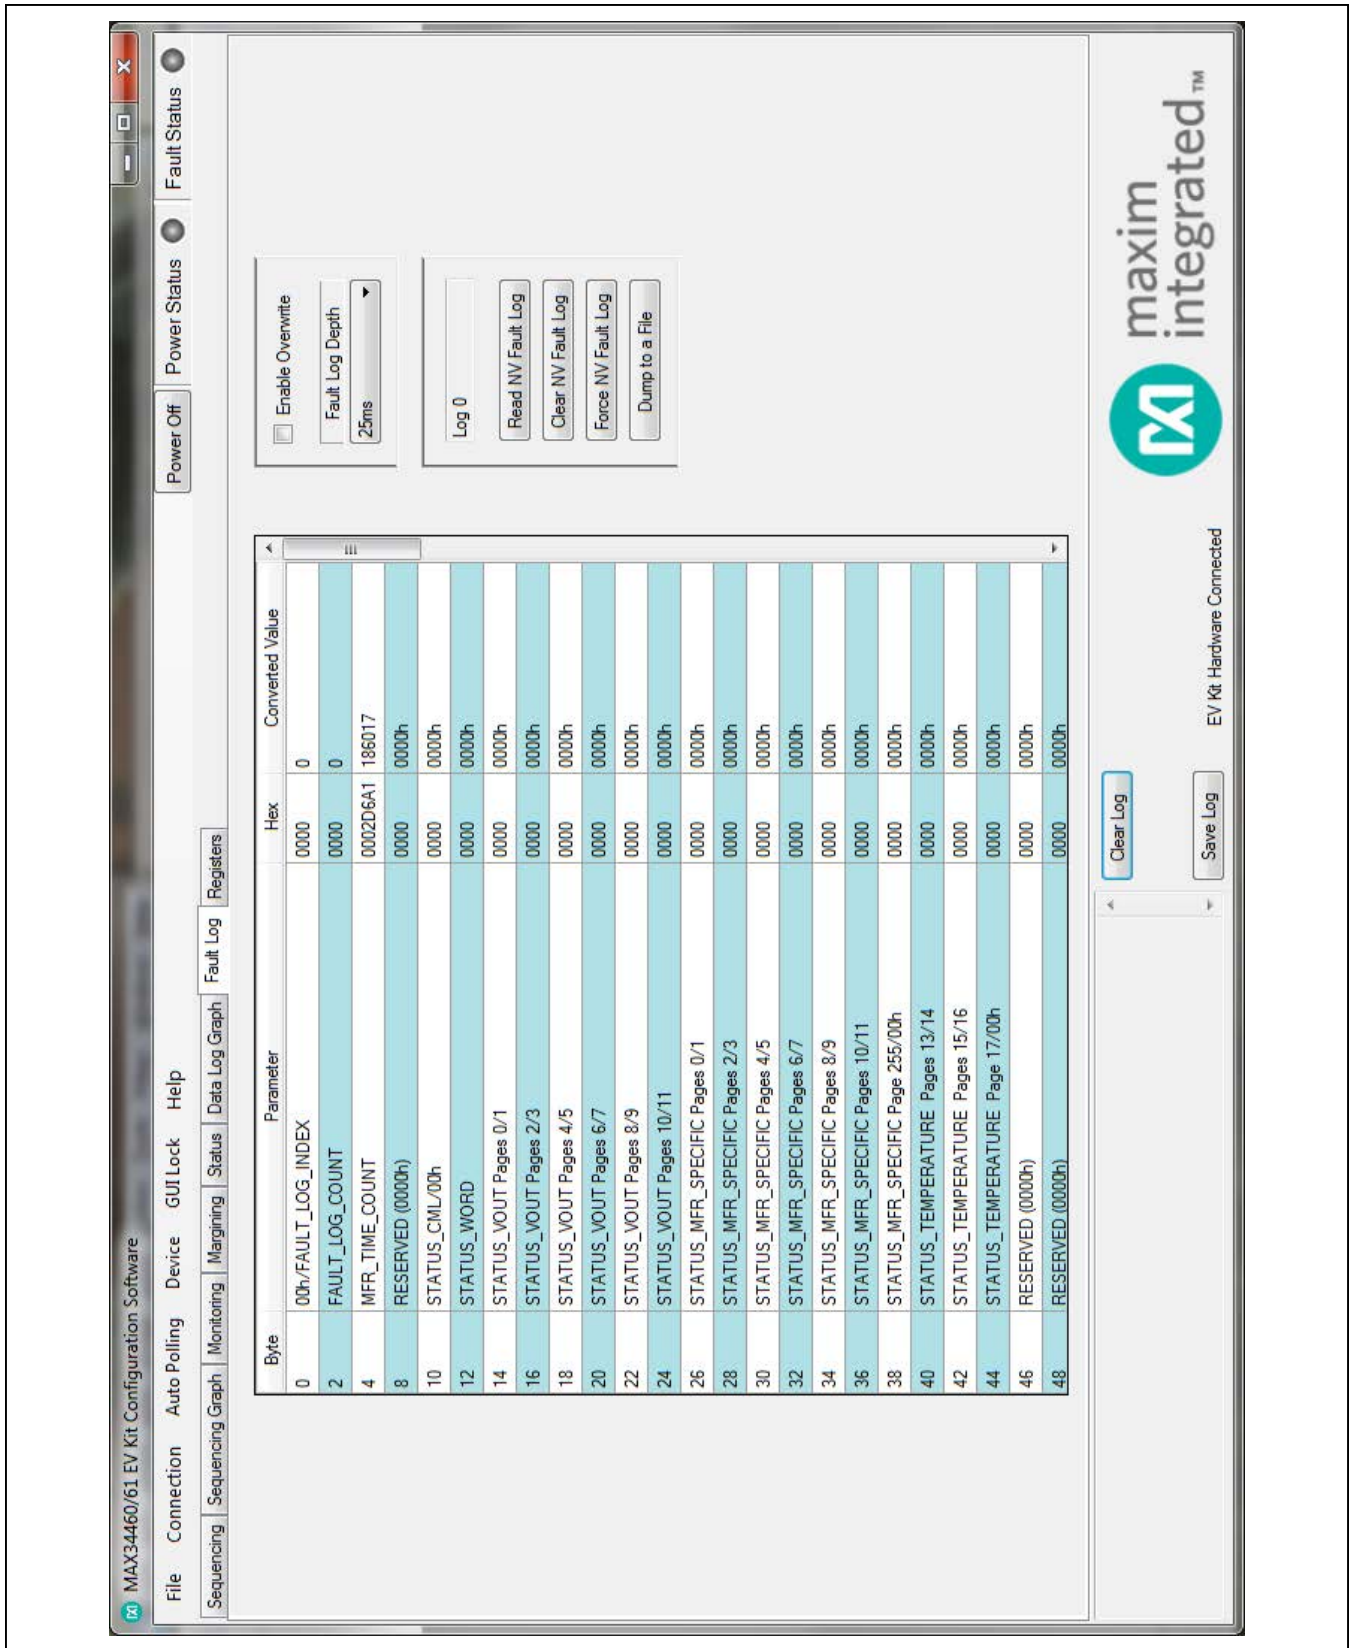 MAX34460/61 EV Kit Configuration Software
File Connection Auto Polling Device GUI Lock Help Power Off Power Status Fault Status
Sequencing Sequencing Graph Monitoring Margining Status Data Log Graph Fault Log Registers
Byte Parameter Hex Converted Value
0 00h/FAULT_LOG_INDEX 0000 0
2 FAULT_LOG_COUNT 0000 0
4 MFR_TIME_COUNT 0002D6A1 186017
8 RESERVED (0000h) 0000 0000h
10 STATUS_CML/00h 0000 0000h
12 STATUS_WORD 0000 0000h
14 STATUS_VOUT Pages 0/1 0000 0000h
16 STATUS_VOUT Pages 2/3 0000 0000h
18 STATUS_VOUT Pages 4/5 0000 0000h
20 STATUS_VOUT Pages 6/7 0000 0000h
22 STATUS_VOUT Pages 8/9 0000 0000h
24 STATUS_VOUT Pages 10/11 0000 0000h
26 STATUS_MFR_SPECIFIC Pages 0/1 0000 0000h
28 STATUS_MFR_SPECIFIC Pages 2/3 0000 0000h
30 STATUS_MFR_SPECIFIC Pages 4/5 0000 0000h
32 STATUS_MFR_SPECIFIC Pages 6/7 0000 0000h
34 STATUS_MFR_SPECIFIC Pages 8/9 0000 0000h
36 STATUS_MFR_SPECIFIC Pages 10/11 0000 0000h
38 STATUS_MFR_SPECIFIC Page 255/00h 0000 0000h
40 STATUS_TEMPERATURE Pages 13/14 0000 0000h
42 STATUS_TEMPERATURE Pages 15/16 0000 0000h
44 STATUS_TEMPERATURE Page 17/00h 0000 0000h
46 RESERVED (0000h) 0000 0000h
48 RESERVED (0000h) 0000 0000h
Enable Overwrite
Fault Log Depth
25ms
Log 0
Read NV Fault Log
Clear NV Fault Log
Force NV Fault Log
Dump to a File
Clear Log
Save Log
EV Kit Hardware Connected
maxim
integrated™